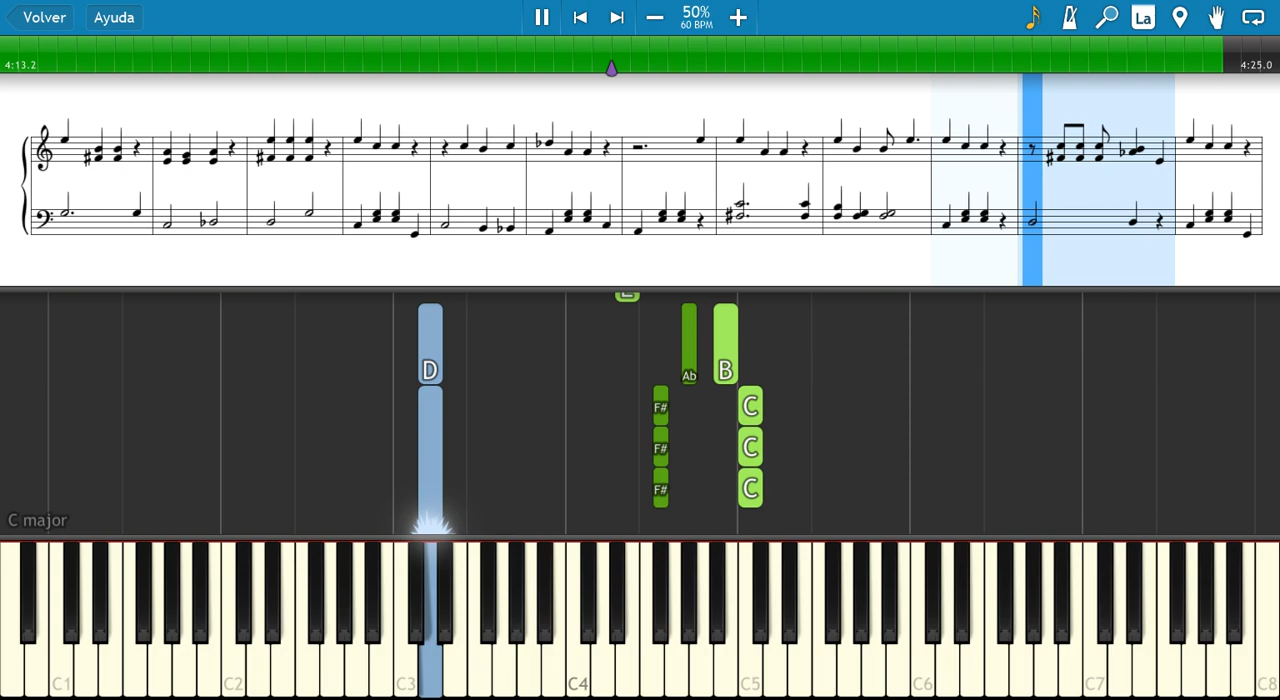 Volver Ayuda 50% La
60 BPM
4:13.2 4:25.0
E
D Ab B
F# C
F# C
F# C
C major
C1 C2 C3 C4 C5 C6 C7 C8